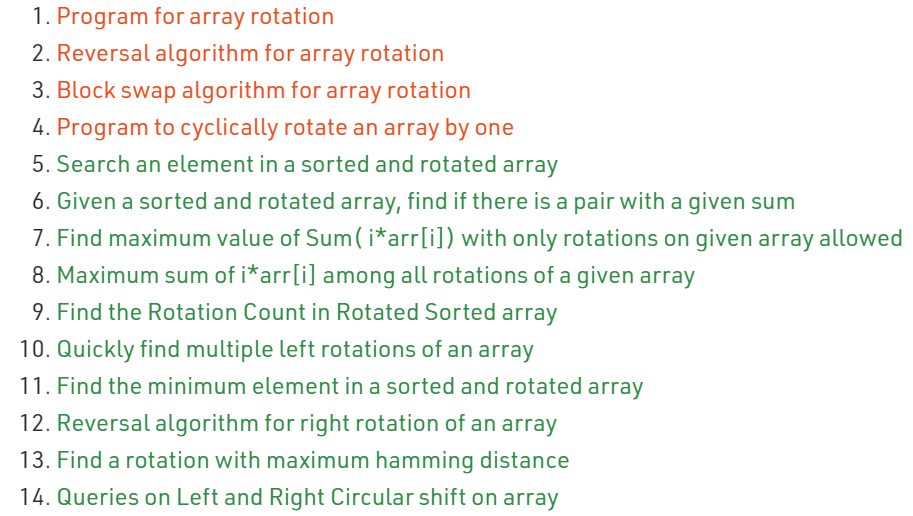 1. Program for array rotation
2. Reversal algorithm for array rotation
3. Block swap algorithm for array rotation
4. Program to cyclically rotate an array by one
5. Search an element in a sorted and rotated array
6. Given a sorted and rotated array, find if there is a pair with a given sum
7. Find maximum value of Sum( i*arr[i]) with only rotations on given array allowed
8. Maximum sum of i*arr[i] among all rotations of a given array
9. Find the Rotation Count in Rotated Sorted array
10. Quickly find multiple left rotations of an array
11. Find the minimum element in a sorted and rotated array
12. Reversal algorithm for right rotation of an array
13. Find a rotation with maximum hamming distance
14. Queries on Left and Right Circular shift on array